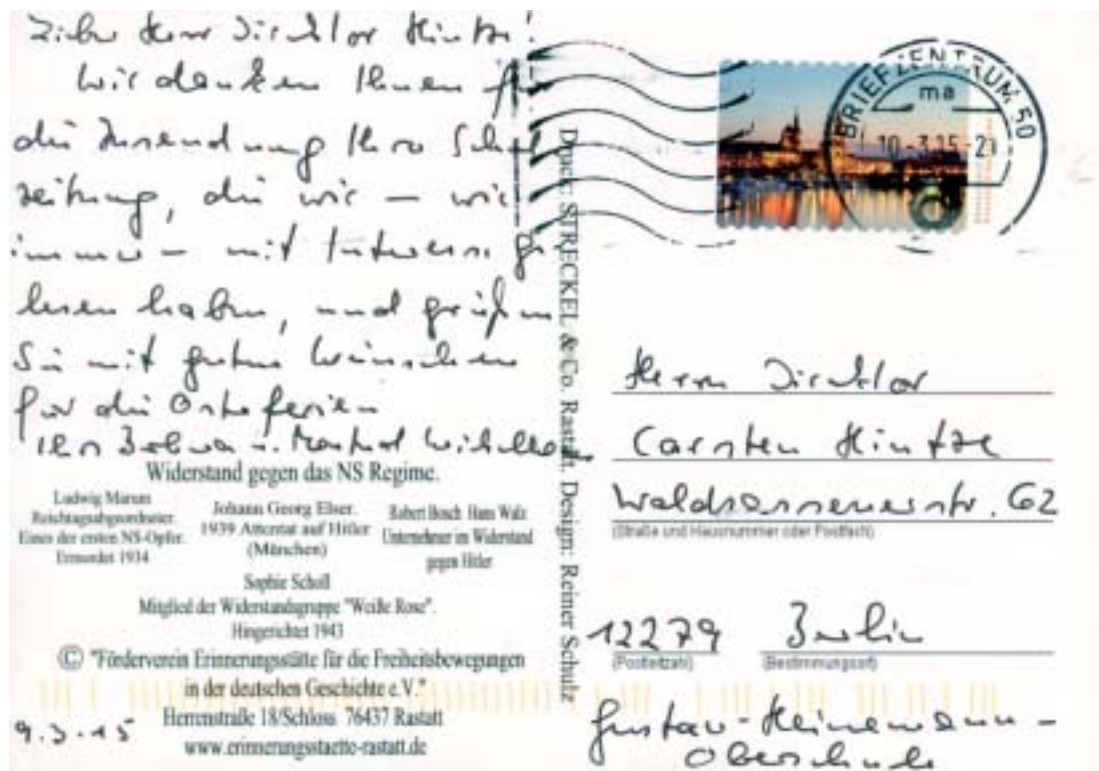 Lieber Herr Direktor Hintze!
Wir danken Ihnen für
die Zusendung Ihrer Schul
zeitung, die wir – wie
immer – mit Interesse ge
lesen haben, und grüßen
Sie mit guten Wünschen
für die Osterferien
Ihre u.
Widerstand gegen das NS Regime.
Ludwig Marum
Reichtagsabgeordneter.
Eines der ersten NS-Opfer.
Ermordet 1934
Johann Georg Elser.
1939 Attentat auf Hitler
(München)
Robert Bosch Hans Walz
Unternehmer im Widerstand
gegen Hitler
Sophie Scholl
Mitglied der Widerstandsgruppe "Weiße Rose".
Hingerichtet 1943
© "Förderverein Erinnerungsstätte für die Freiheitsbewegungen
in der deutschen Geschichte e.V."
Herrenstraße 18/Schloss 76437 Rastatt
www.erinnerungsstaette-rastatt.de
9.3.15
Druck: STRECKEL & Co. Rastatt, Design: Reiner Schulz
BRIEFZENTRUM 50
ma
10.-3.15-21
Herrn Direktor
Carsten Hintze
Waldsassenerstr. 62
(Straße und Hausnummer oder Postfach)
12279 Berlin
(Postleitzahl) (Bestimmungsort)
Gustav-Heinemann-
Oberschule